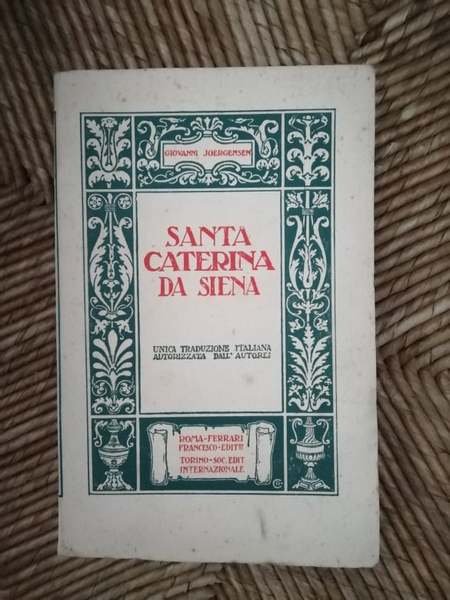 GIOVANNI JOERGENSEN
SANTA
CATERINA
DA SIENA
UNICA TRADUZIONE ITALIANA
AUTORIZZATA DALL'AUTORE
ROMA-FERRARI
FRANCESCO-EDIT
TORINO-SOC. EDIT
INTERNAZIONALE